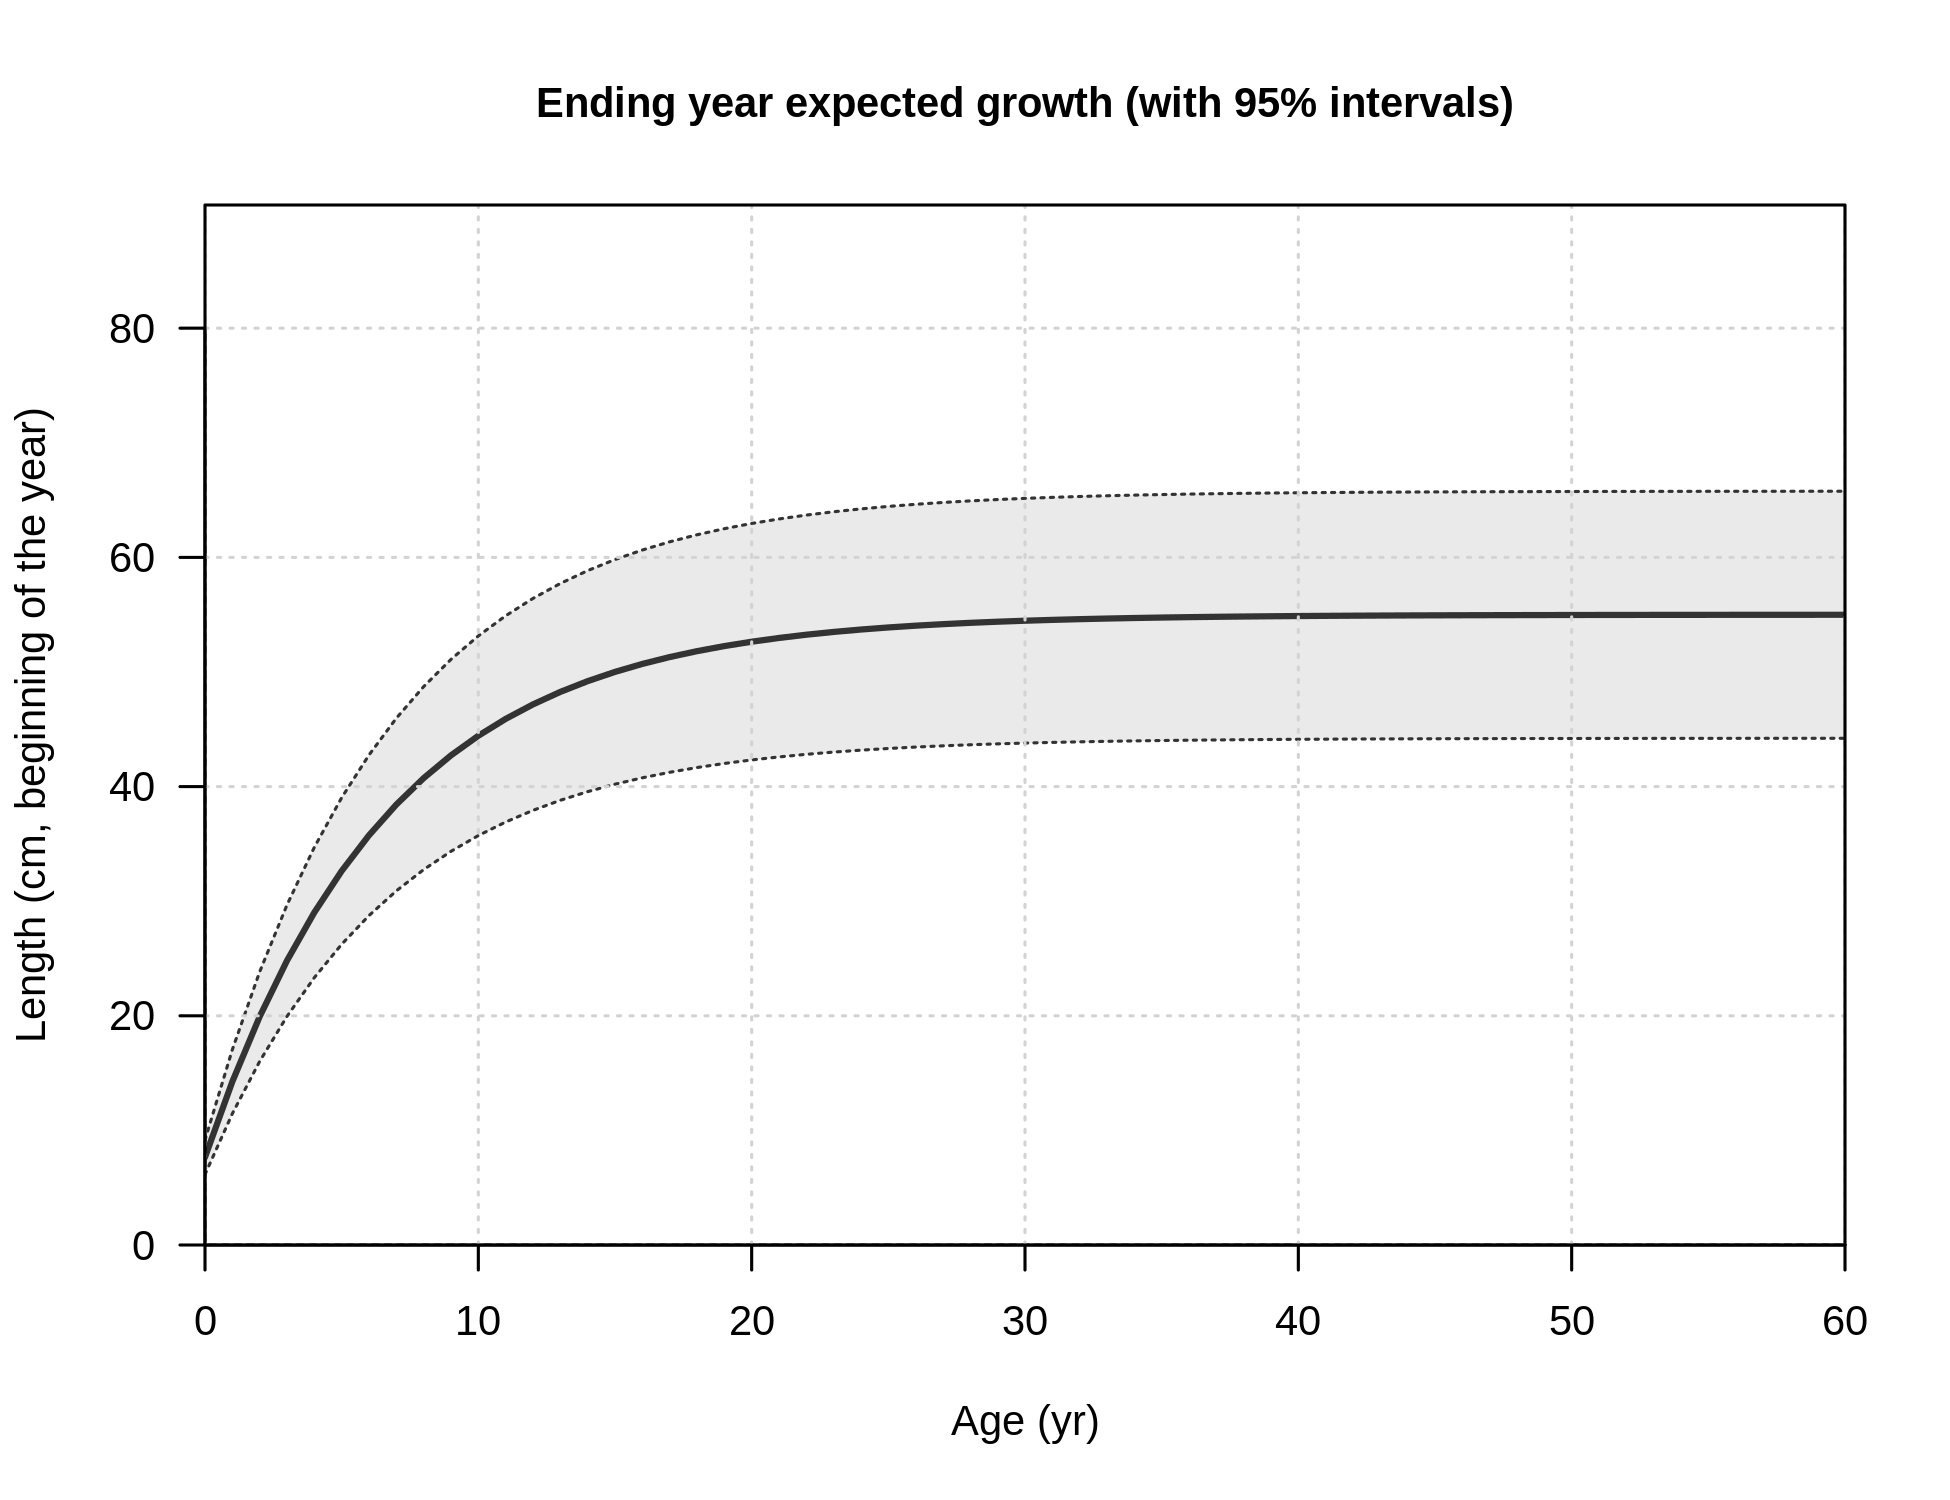 Ending year expected growth (with 95% intervals)
Length (cm, beginning of the year)
80
60
40
20
0
0 10 20 30 40 50 60
Age (yr)